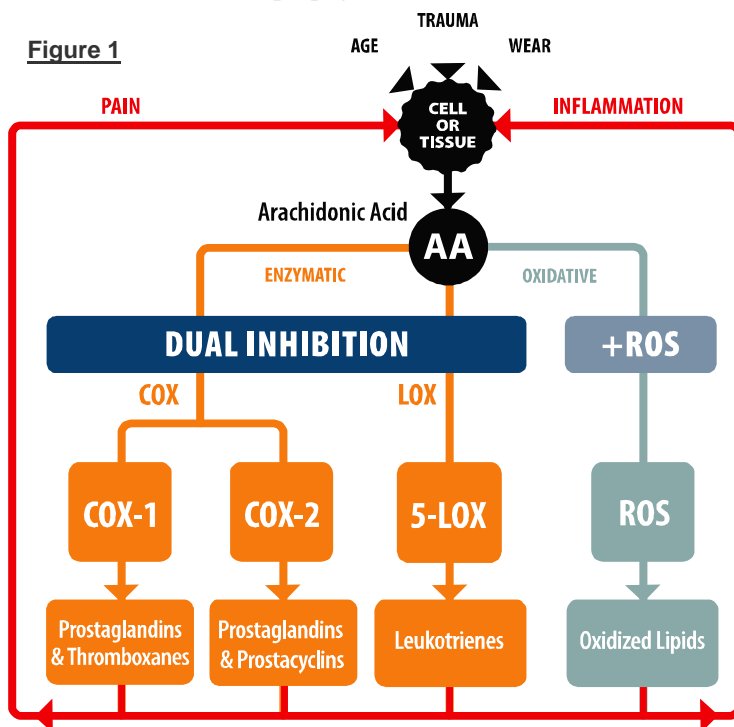 TRAUMA
AGE
WEAR
Figure 1
PAIN
INFLAMMATION
CELL
OR
TISSUE
Arachidonic Acid
AA
ENZYMATIC
OXIDATIVE
DUAL INHIBITION
+ROS
COX
LOX
COX-1
COX-2
5-LOX
ROS
Prostaglandins
& Thromboxanes
Prostaglandins
& Prostacyclins
Leukotrienes
Oxidized Lipids